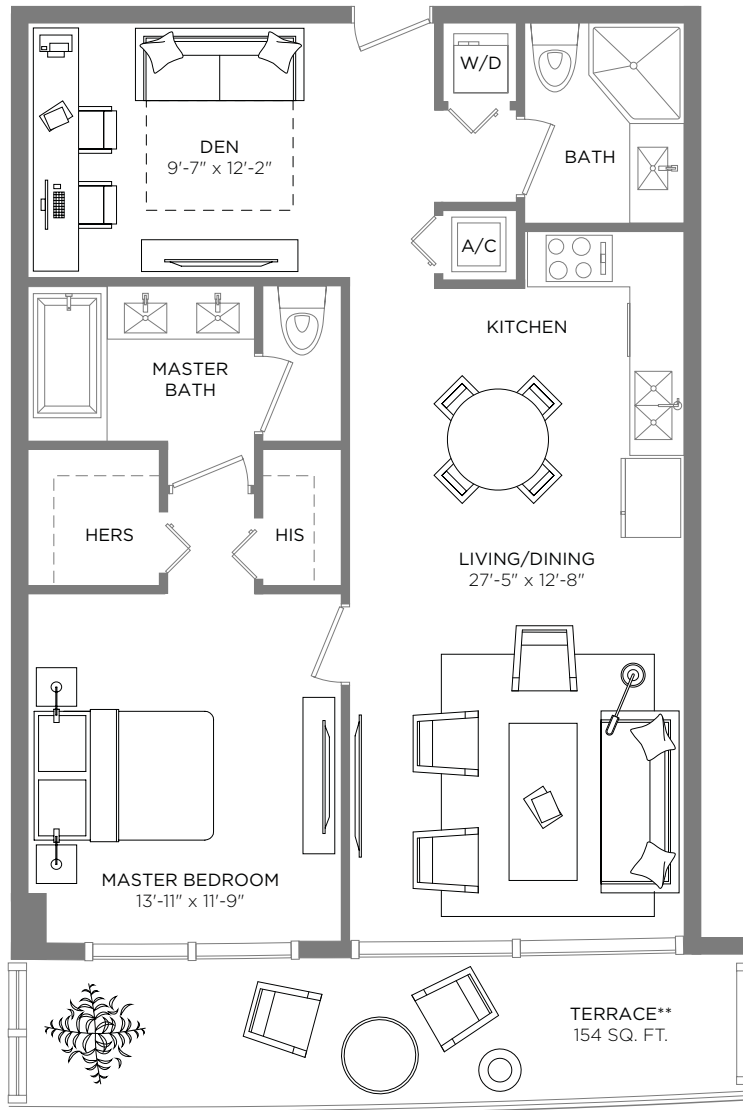 W/D
DEN
9'-7" x 12'-2"
BATH
A/C
KITCHEN
MASTER
BATH
HERS
HIS
LIVING/DINING
27'-5" x 12'-8"
MASTER BEDROOM
13'-11" x 11'-9"
TERRACE**
154 SQ. FT.